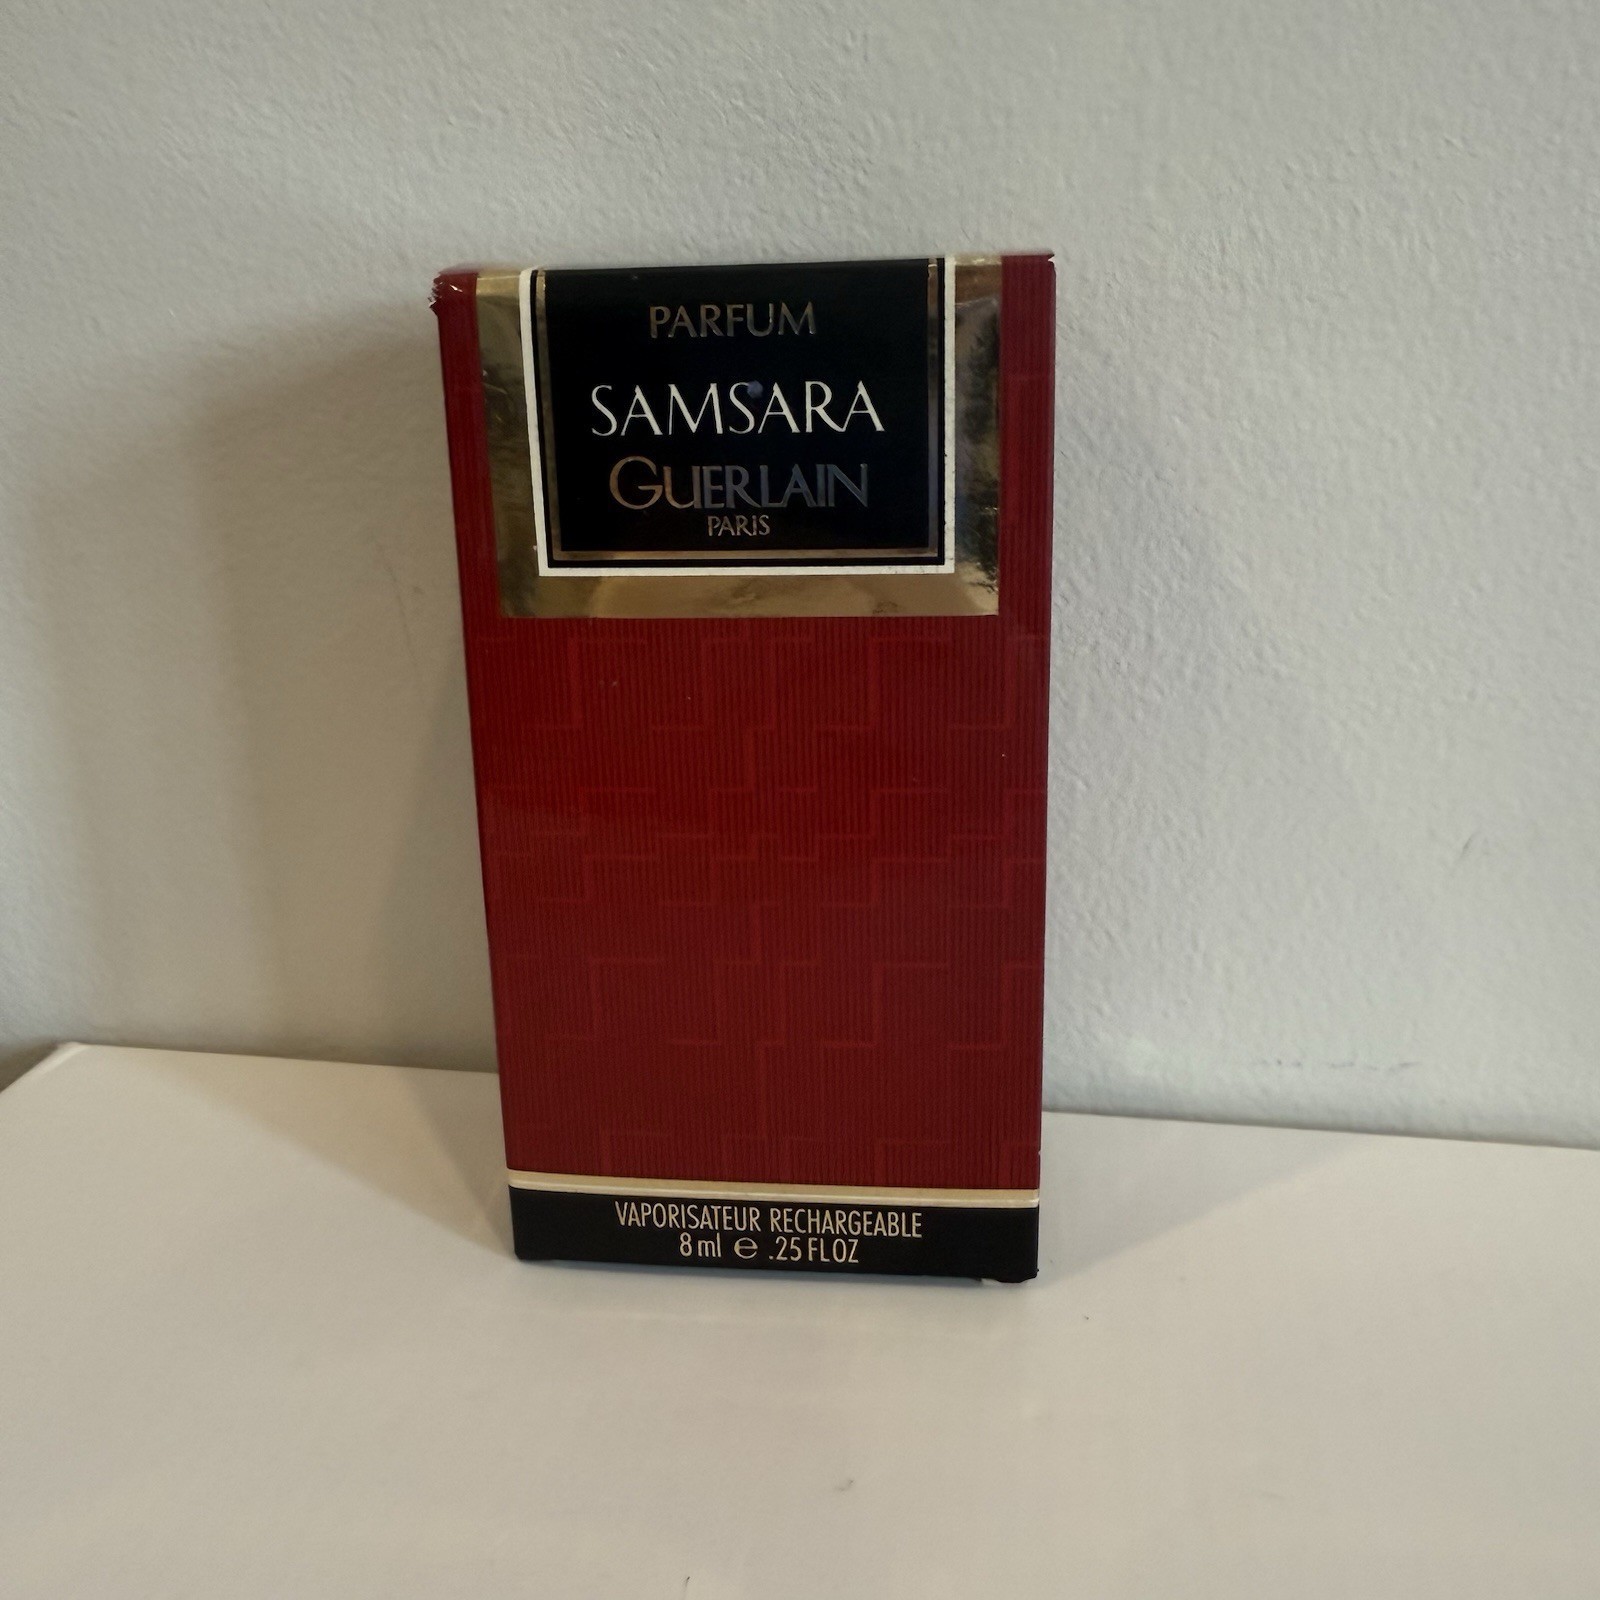 PARFUM
SAMSARA
GUERLAIN
PARIS
VAPORISATEUR RECHARGEABLE
8 ml e .25 FL OZ